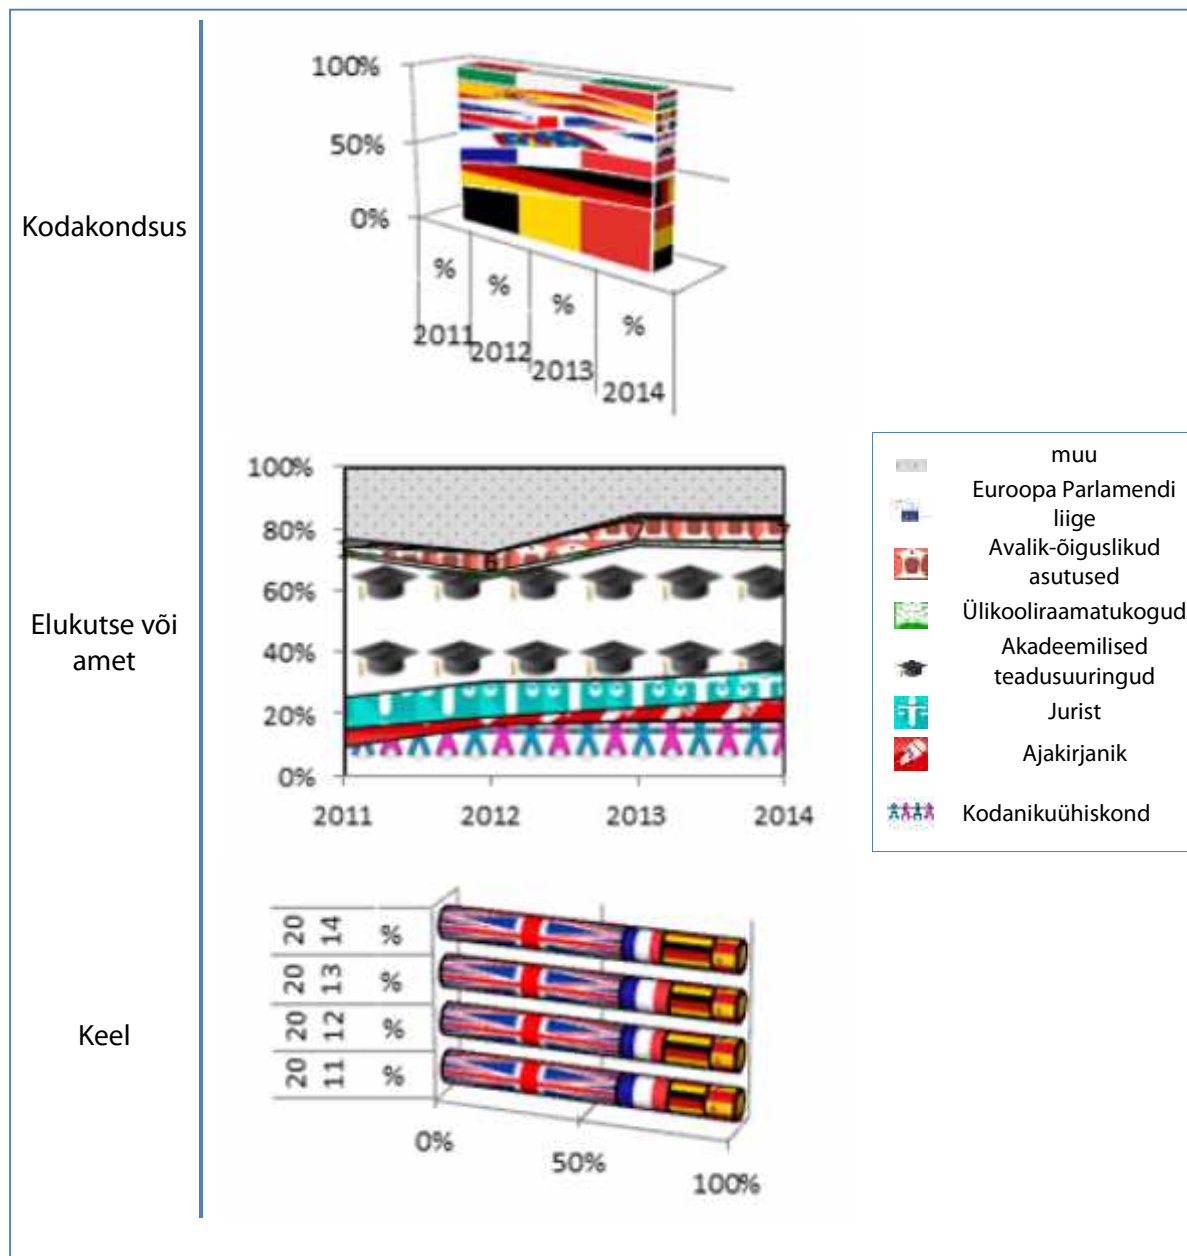 Kodakondsus
100%
50%
0%
% % % %
2011 2012 2013 2014
Elukutse või
amet
100%
80%
60%
40%
20%
0%
2011 2012 2013 2014
muu
Euroopa Parlamendi
liige
Avalik-õiguslikud
asutused
Ülikooliraamatukogud
Akadeemilised
teadusuuringud
Jurist
Ajakirjanik
Kodanikuühiskond
Keel
20 14 %
20 13 %
20 12 %
20 11 %
0% 50% 100%